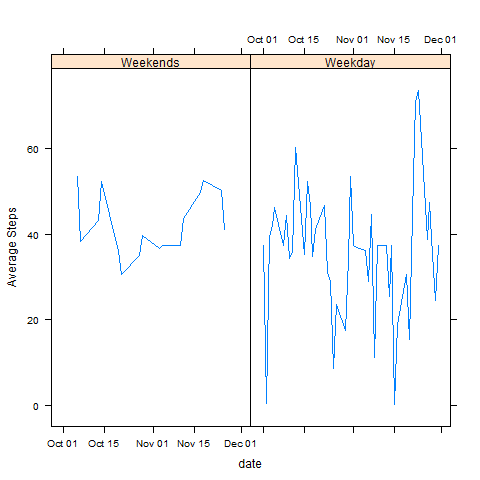 Oct 01 Oct 15 Nov 01 Nov 15 Dec 01
Weekends Weekday
60
40
20
0
Average Steps
Oct 01 Oct 15 Nov 01 Nov 15 Dec 01
date